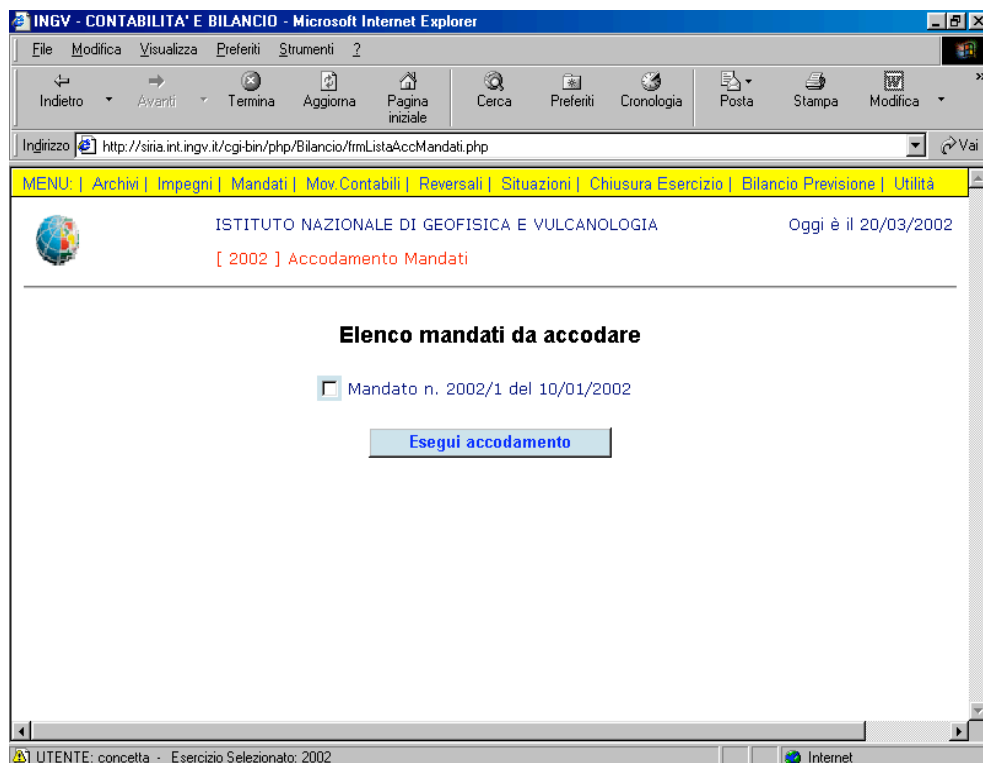 INGV - CONTABILITA' E BILANCIO - Microsoft Internet Explorer
File Modifica Visualizza Preferiti Strumenti ?
Indietro Avanti Termina Aggiorna Pagina iniziale Cerca Preferiti Cronologia Posta Stampa Modifica »
Indirizzo http://siria.int.ingv.it/cgi-bin/php/Bilancio/frmListaAccMandati.php Vai
MENU: | Archivi | Impegni | Mandati | Mov.Contabili | Reversali | Situazioni | Chiusura Esercizio | Bilancio Previsione | Utilità
ISTITUTO NAZIONALE DI GEOFISICA E VULCANOLOGIA Oggi è il 20/03/2002
[ 2002 ] Accodamento Mandati
Elenco mandati da accodare
Mandato n. 2002/1 del 10/01/2002
Esegui accodamento
UTENTE: concetta - Esercizio Selezionato: 2002 Internet